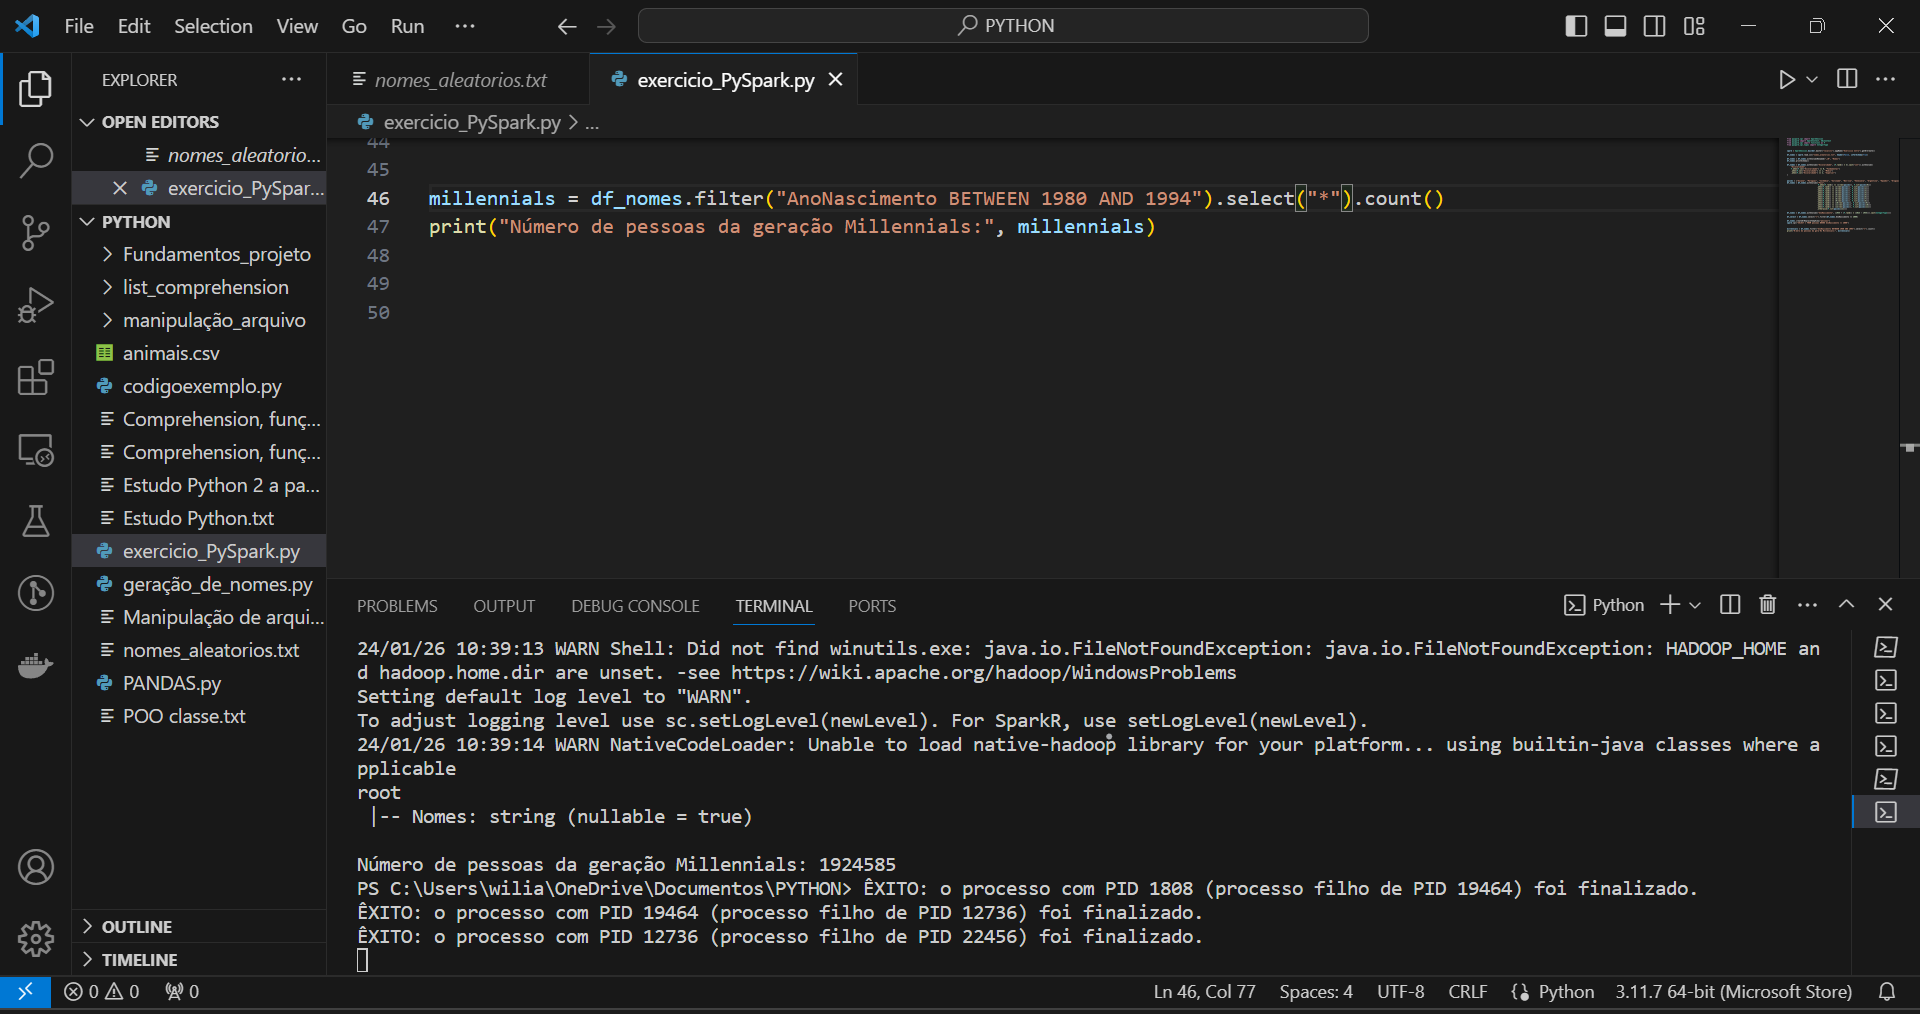 File Edit Selection View Go Run ···
PYTHON
EXPLORER
nomes_aleatorios.txt
exercicio_PySpark.py
exercicio_PySpark.py > ...
OPEN EDITORS
nomes_aleatorio...
exercicio_PySpar...
PYTHON
Fundamentos_projeto
list_comprehension
manipulação_arquivo
animais.csv
codigoexemplo.py
Comprehension, funç...
Comprehension, funç...
Estudo Python 2 a pa...
Estudo Python.txt
exercicio_PySpark.py
geração_de_nomes.py
Manipulação de arqui...
nomes_aleatorios.txt
PANDAS.py
POO classe.txt
OUTLINE
TIMELINE
44
45
46 millennials = df_nomes.filter("AnoNascimento BETWEEN 1980 AND 1994").select("*").count()
47 print("Número de pessoas da geração Millennials:", millennials)
48
49
50
PROBLEMS OUTPUT DEBUG CONSOLE TERMINAL PORTS
Python
24/01/26 10:39:13 WARN Shell: Did not find winutils.exe: java.io.FileNotFoundException: java.io.FileNotFoundException: HADOOP_HOME an
d hadoop.home.dir are unset. -see https://wiki.apache.org/hadoop/WindowsProblems
Setting default log level to "WARN".
To adjust logging level use sc.setLogLevel(newLevel). For SparkR, use setLogLevel(newLevel).
24/01/26 10:39:14 WARN NativeCodeLoader: Unable to load native-hadoop library for your platform... using builtin-java classes where a
pplicable
root
|-- Nomes: string (nullable = true)
Número de pessoas da geração Millennials: 1924585
PS C:\Users\wilia\OneDrive\Documentos\PYTHON> ÊXITO: o processo com PID 1808 (processo filho de PID 19464) foi finalizado.
ÊXITO: o processo com PID 19464 (processo filho de PID 12736) foi finalizado.
ÊXITO: o processo com PID 12736 (processo filho de PID 22456) foi finalizado.
0 0 0
Ln 46, Col 77 Spaces: 4 UTF-8 CRLF Python 3.11.7 64-bit (Microsoft Store)